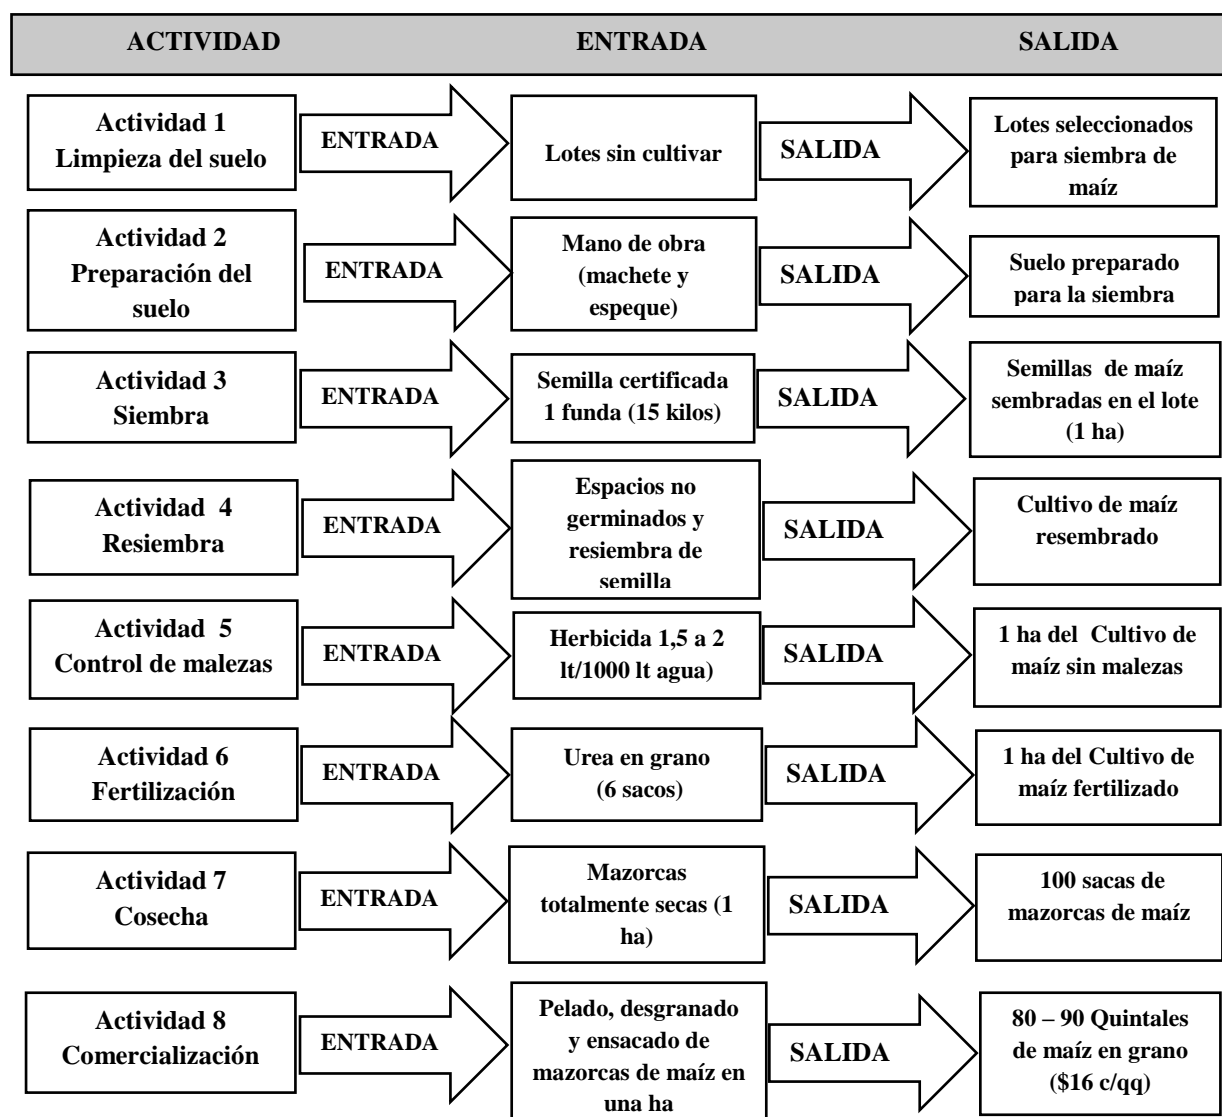 ACTIVIDAD ENTRADA SALIDA
Actividad 1
Limpieza del suelo
ENTRADA
Lotes sin cultivar
SALIDA
Lotes seleccionados
para siembra de
maíz
Actividad 2
Preparación del
suelo
ENTRADA
Mano de obra
(machete y
espeque)
SALIDA
Suelo preparado
para la siembra
Actividad 3
Siembra
ENTRADA
Semilla certificada
1 funda (15 kilos)
SALIDA
Semillas de maíz
sembradas en el lote
(1 ha)
Actividad 4
Resiembra
ENTRADA
Espacios no
germinados y
resiembra de
semilla
SALIDA
Cultivo de maíz
resembrado
Actividad 5
Control de malezas
ENTRADA
Herbicida 1,5 a 2
lt/1000 lt agua)
SALIDA
1 ha del Cultivo de
maíz sin malezas
Actividad 6
Fertilización
ENTRADA
Urea en grano
(6 sacos)
SALIDA
1 ha del Cultivo de
maíz fertilizado
Actividad 7
Cosecha
ENTRADA
Mazorcas
totalmente secas (1
ha)
SALIDA
100 sacas de
mazorcas de maíz
Actividad 8
Comercialización
ENTRADA
Pelado, desgranado
y ensacado de
mazorcas de maíz en
una ha
SALIDA
80 – 90 Quintales
de maíz en grano
($16 c/qq)